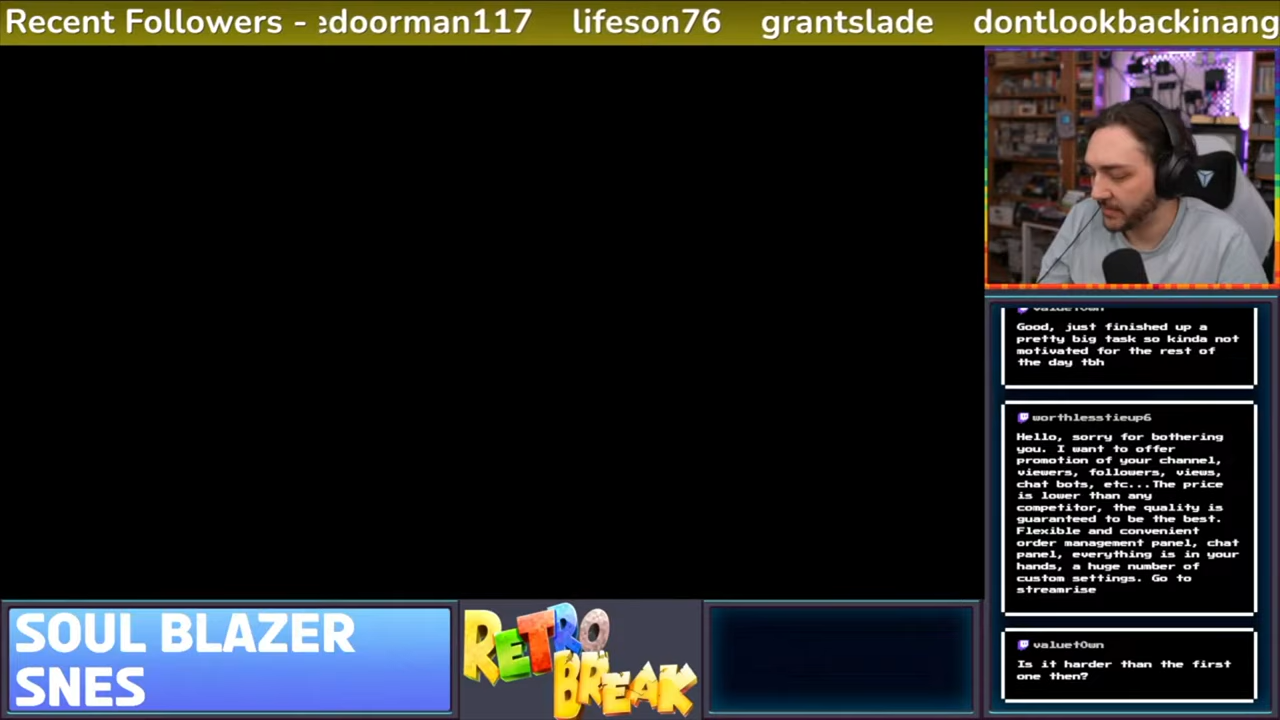 Recent Followers - edoorman117 lifeson76 grantslade dontlookbackinang
valuet0wn
Good, just finished up a
pretty big task so kinda not
motivated for the rest of
the day tbh
worthlesstieup6
Hello, sorry for bothering
you. I want to offer
promotion of your channel,
viewers, followers, views,
chat bots, etc...The price
is lower than any
competitor, the quality is
guaranteed to be the best.
Flexible and convenient
order management panel, chat
panel, everything is in your
hands, a huge number of
custom settings. Go to
streamrise
valuet0wn
Is it harder than the first
one then?
SOUL BLAZER
SNES
RETRO
BREAK